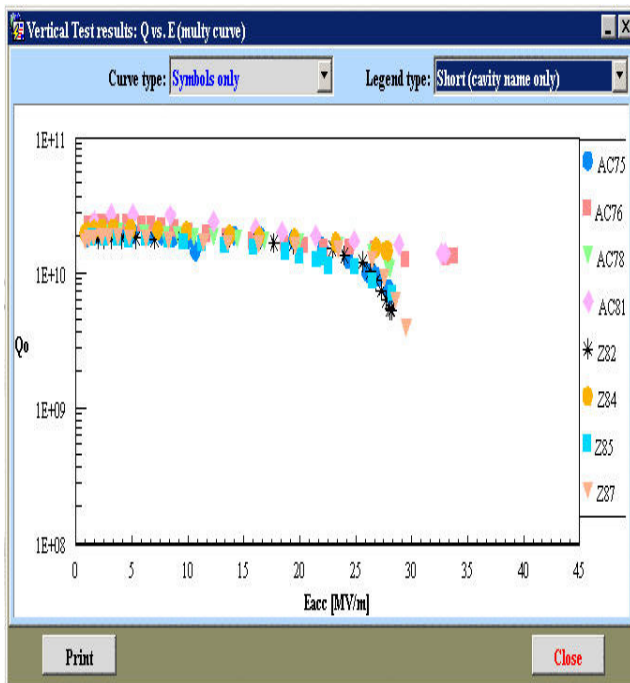 Vertical Test results: Q vs. E (multy curve)
Curve type: Symbols only Legend type: Short (cavity name only)
1E+11
1E+10
1E+09
1E+08
Qo
0 5 10 15 20 25 30 35 40 45
Eacc [MV/m]
AC75
AC76
AC78
AC81
Z82
Z84
Z85
Z87
Print Close